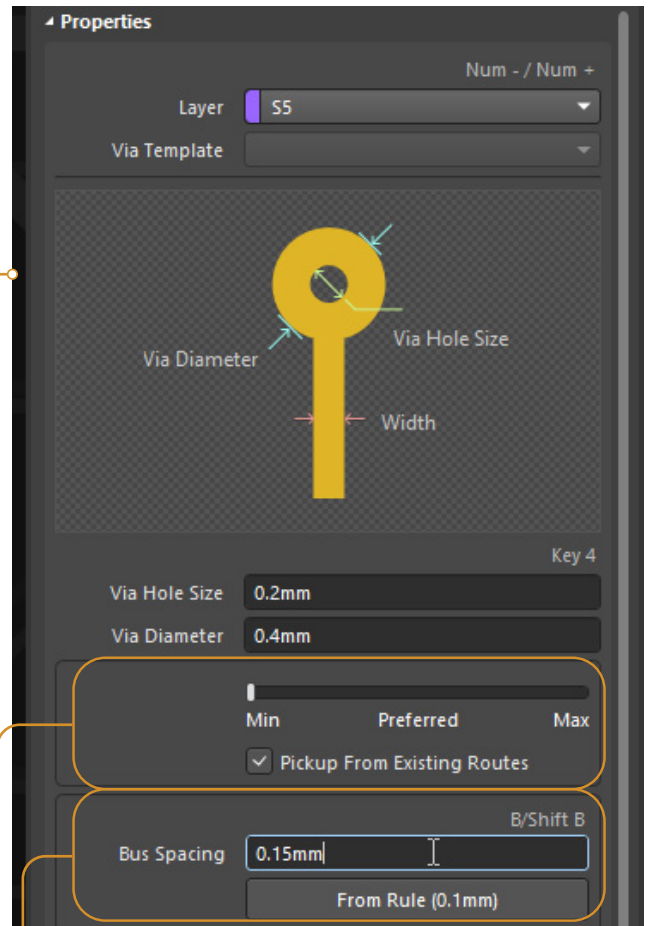 Properties
Num - / Num +
Layer S5
Via Template
Via Hole Size
Via Diameter
Width
Key 4
Via Hole Size 0.2mm
Via Diameter 0.4mm
Min Preferred Max
Pickup From Existing Routes
B/Shift B
Bus Spacing 0.15mm
From Rule (0.1mm)